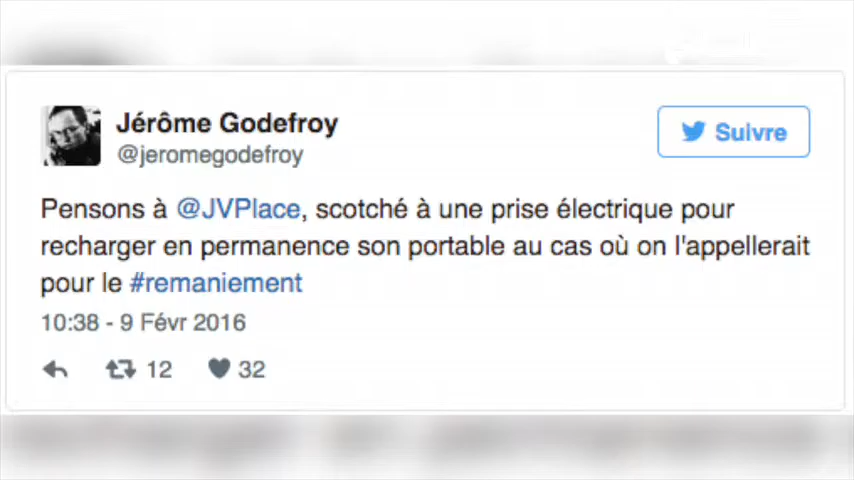 Jérôme Godefroy
@jeromegodefroy
Suivre
Pensons à @JVPlace, scotché à une prise électrique pour
recharger en permanence son portable au cas où on l'appellerait
pour le #remaniement
10:38 - 9 Févr 2016
12
32